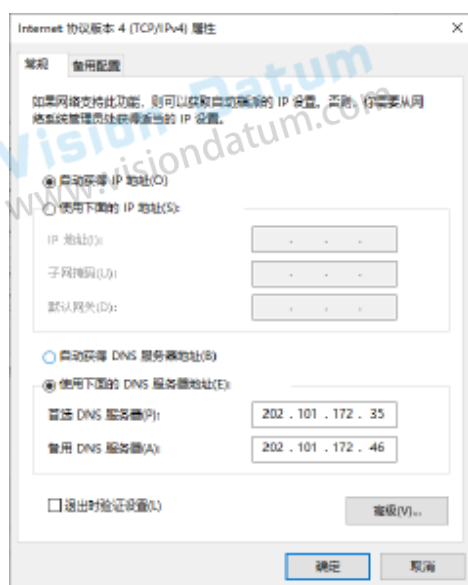 Internet 协议版本 4 (TCP/IPv4) 属性
常规 备用配置
如果网络支持此功能，则可以获取自动指派的 IP 设置。否则，你需要从网
络系统管理员处获得适当的 IP 设置。
Vision Datum
www.visiondatum.com
自动获得 IP 地址(O)
使用下面的 IP 地址(S):
IP 地址(I):
子网掩码(U):
默认网关(D):
自动获得 DNS 服务器地址(B)
使用下面的 DNS 服务器地址(E):
首选 DNS 服务器(P): 202 . 101 . 172 . 35
备用 DNS 服务器(A): 202 . 101 . 172 . 46
退出时验证设置(L)
高级(V)...
确定 取消